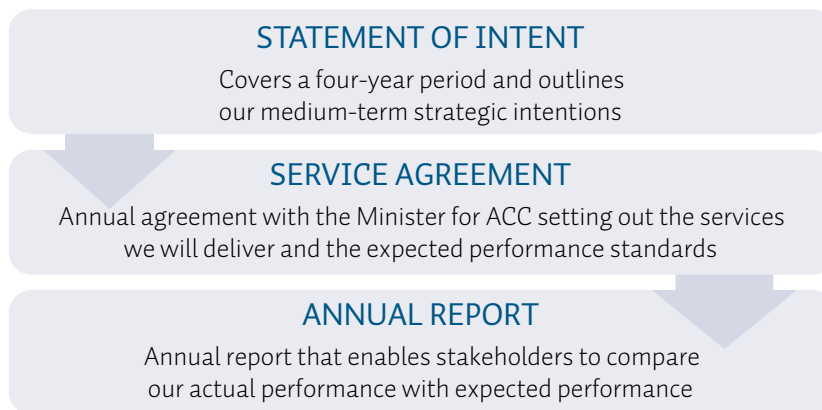 STATEMENT OF INTENT
Covers a four-year period and outlines
our medium-term strategic intentions
SERVICE AGREEMENT
Annual agreement with the Minister for ACC setting out the services
we will deliver and the expected performance standards
ANNUAL REPORT
Annual report that enables stakeholders to compare
our actual performance with expected performance